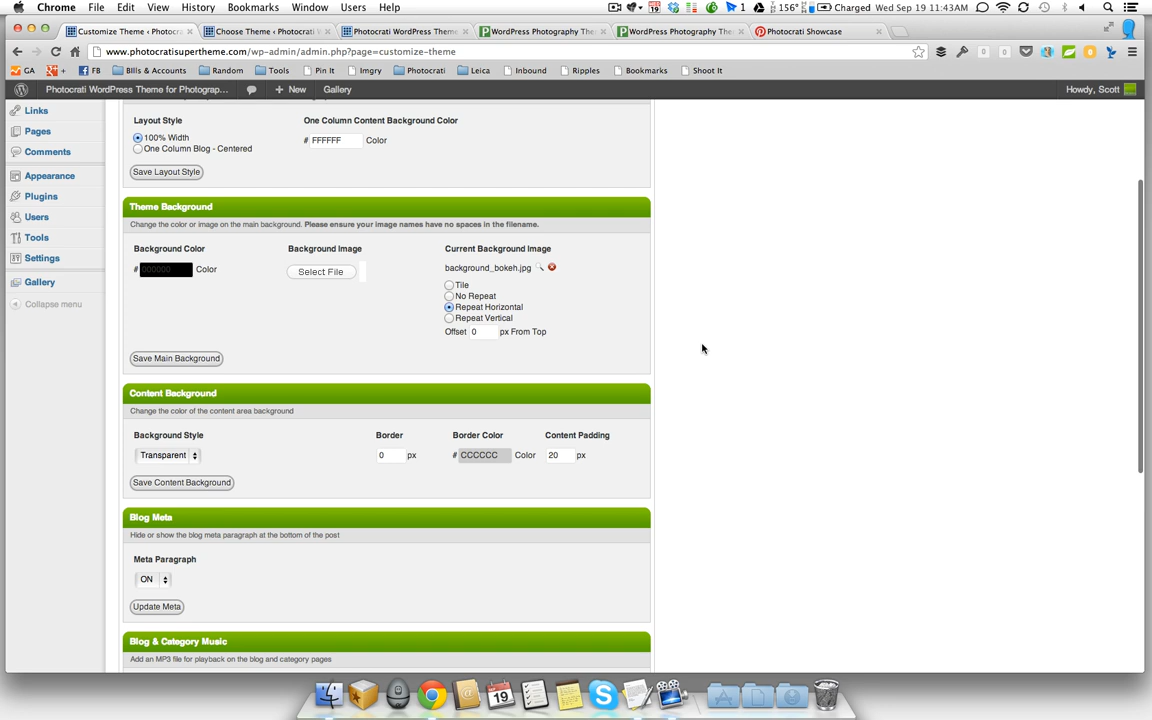 Chrome File Edit View History Bookmarks Window Users Help
1 156° Charged Wed Sep 19 11:43AM
Customize Theme ‹ Photocrati
Choose Theme ‹ Photocrati
Photocrati WordPress Theme
WordPress Photography The
WordPress Photography The
Photocrati Showcase
www.photocratisupertheme.com/wp-admin/admin.php?page=customize-theme
GA FB Bills & Accounts Random Tools Pin It Imgry Photocrati Leica Inbound Ripples Bookmarks Shoot It
Photocrati WordPress Theme for Photograp... + New Gallery Howdy, Scott
Links
Pages
Comments
Appearance
Plugins
Users
Tools
Settings
Gallery
Collapse menu
Layout Style
One Column Content Background Color
100% Width
# FFFFFF Color
One Column Blog - Centered
Save Layout Style
Theme Background
Change the color or image on the main background. Please ensure your image names have no spaces in the filename.
Background Color
Background Image
Current Background Image
# 000000 Color
Select File
background_bokeh.jpg
Tile
No Repeat
Repeat Horizontal
Repeat Vertical
Offset 0 px From Top
Save Main Background
Content Background
Change the color of the content area background
Background Style
Border
Border Color
Content Padding
Transparent
0 px
# CCCCCC Color
20 px
Save Content Background
Blog Meta
Hide or show the blog meta paragraph at the bottom of the post
Meta Paragraph
ON
Update Meta
Blog & Category Music
Add an MP3 file for playback on the blog and category pages
19